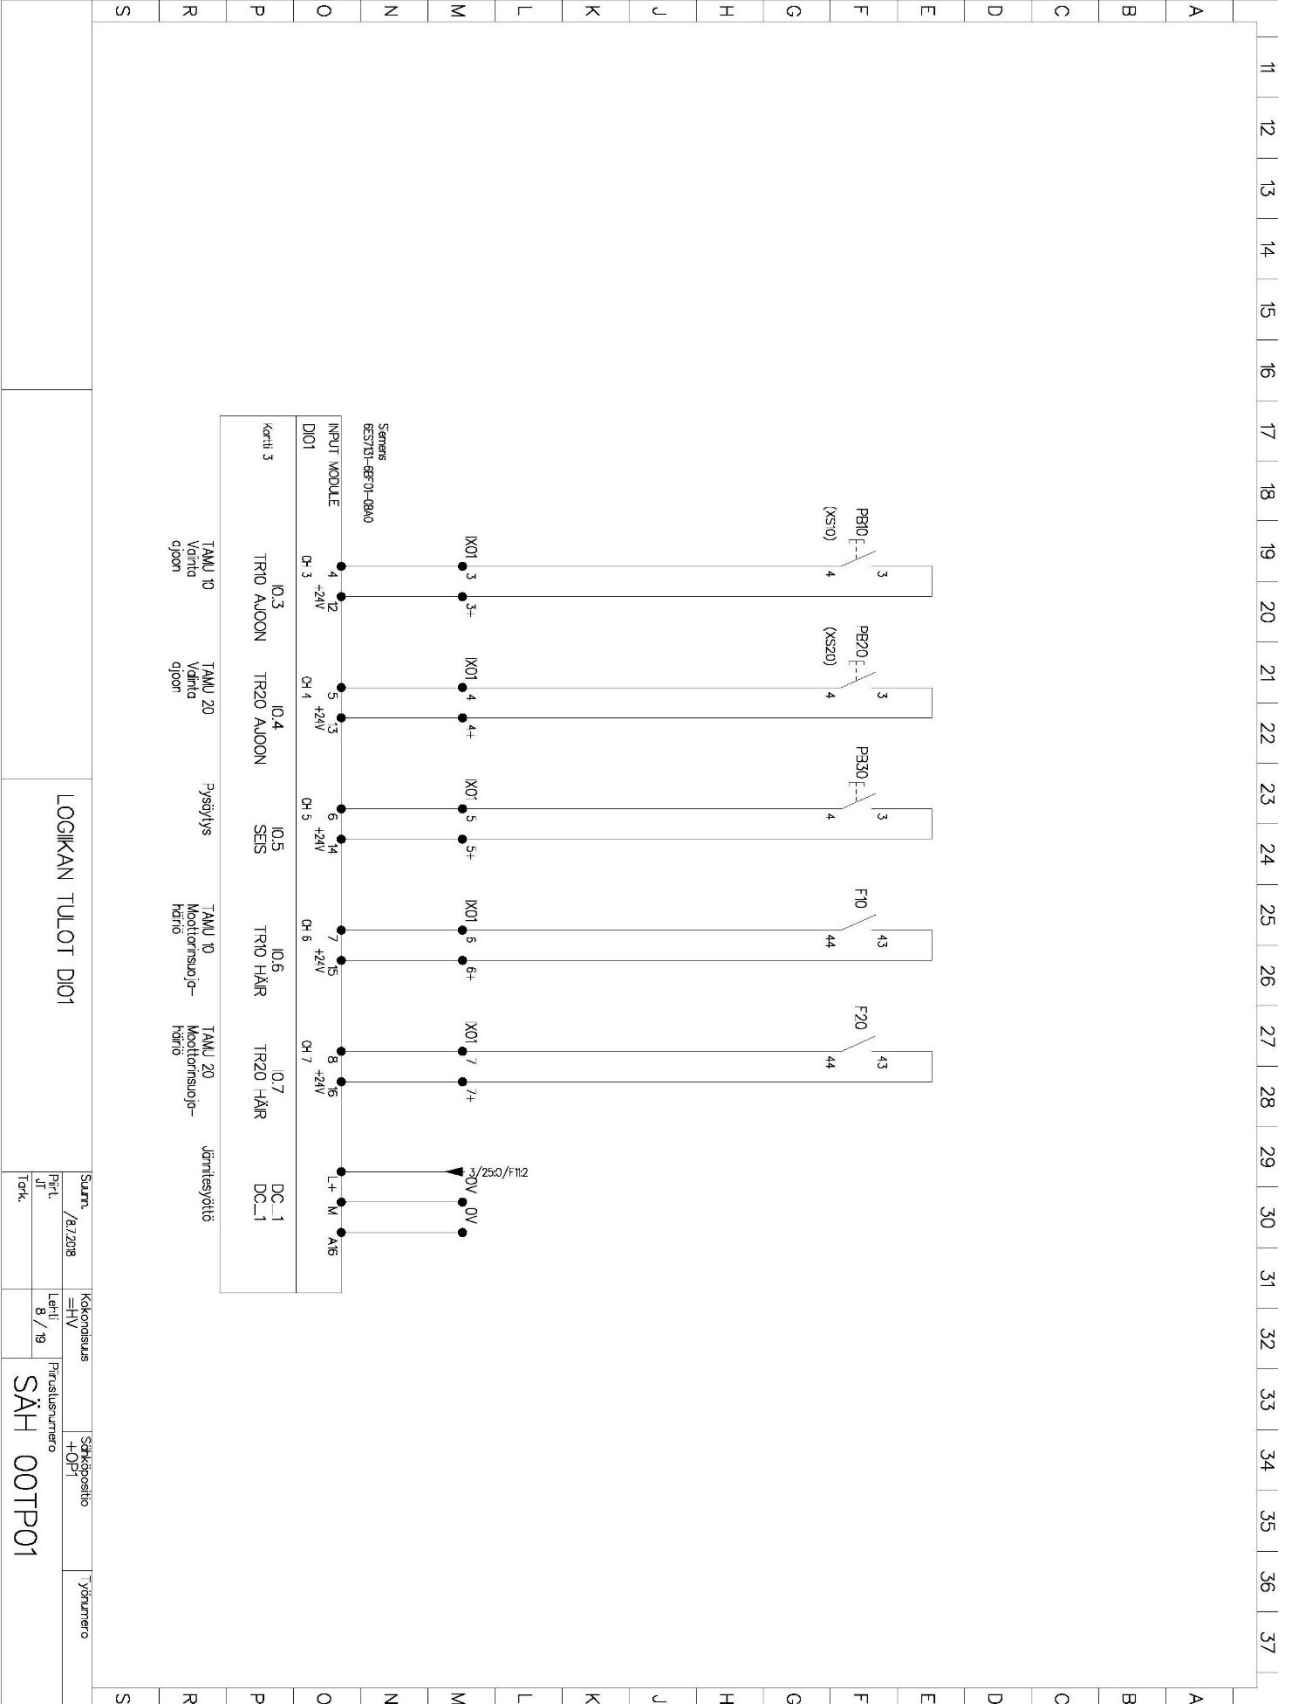 11 12 13 14 15 16 17 18 19 20 21 22 23 24 25 26 27 28 29 30 31 32 33 34 35 36 37
A A
B B
C C
D D
E E
F F
G G
H H
J J
K K
L L
M M
N N
O O
P P
R R
S S
3 3 3 43 43
PB10 PB20 PB30 F10 F20
4 4 4 44 44
(XS10) (XS20)
3/25:0/F11:2
IX01 3 3+ IX01 4 4+ IX01 5 5+ IX01 6 6+ IX01 7 7+ 0V 0V
Siemens
6ES7131-6BF01-0BA0
INPUT MODULE 4 12 5 13 6 14 7 15 8 16 L+ M A16
DI01 CH 3 +24V CH 4 +24V CH 5 +24V CH 6 +24V CH 7 +24V
Kortti 3 I0.3 I0.4 I0.5 I0.6 I0.7 DC_1
TR10 AJOON TR20 AJOON SEIS TR10 HÄIR TR20 HÄIR DC_1
TAMU 10
Valinta
ajoon
TAMU 20
Valinta
ajoon
Pysäytys
TAMU 10
Moottorinsuoja-
häiriö
TAMU 20
Moottorinsuoja-
häiriö
Jännitesyöttö
LOGIIKAN TULOT DI01
Suunn.
/8.7.2018
Piirt.
JT
Tark.
Kokonaisuus
=HV
Sähköpositio
+OP1
Työnumero
Lehti
8 / 19
Piirustusnumero
SÄH 00TP01